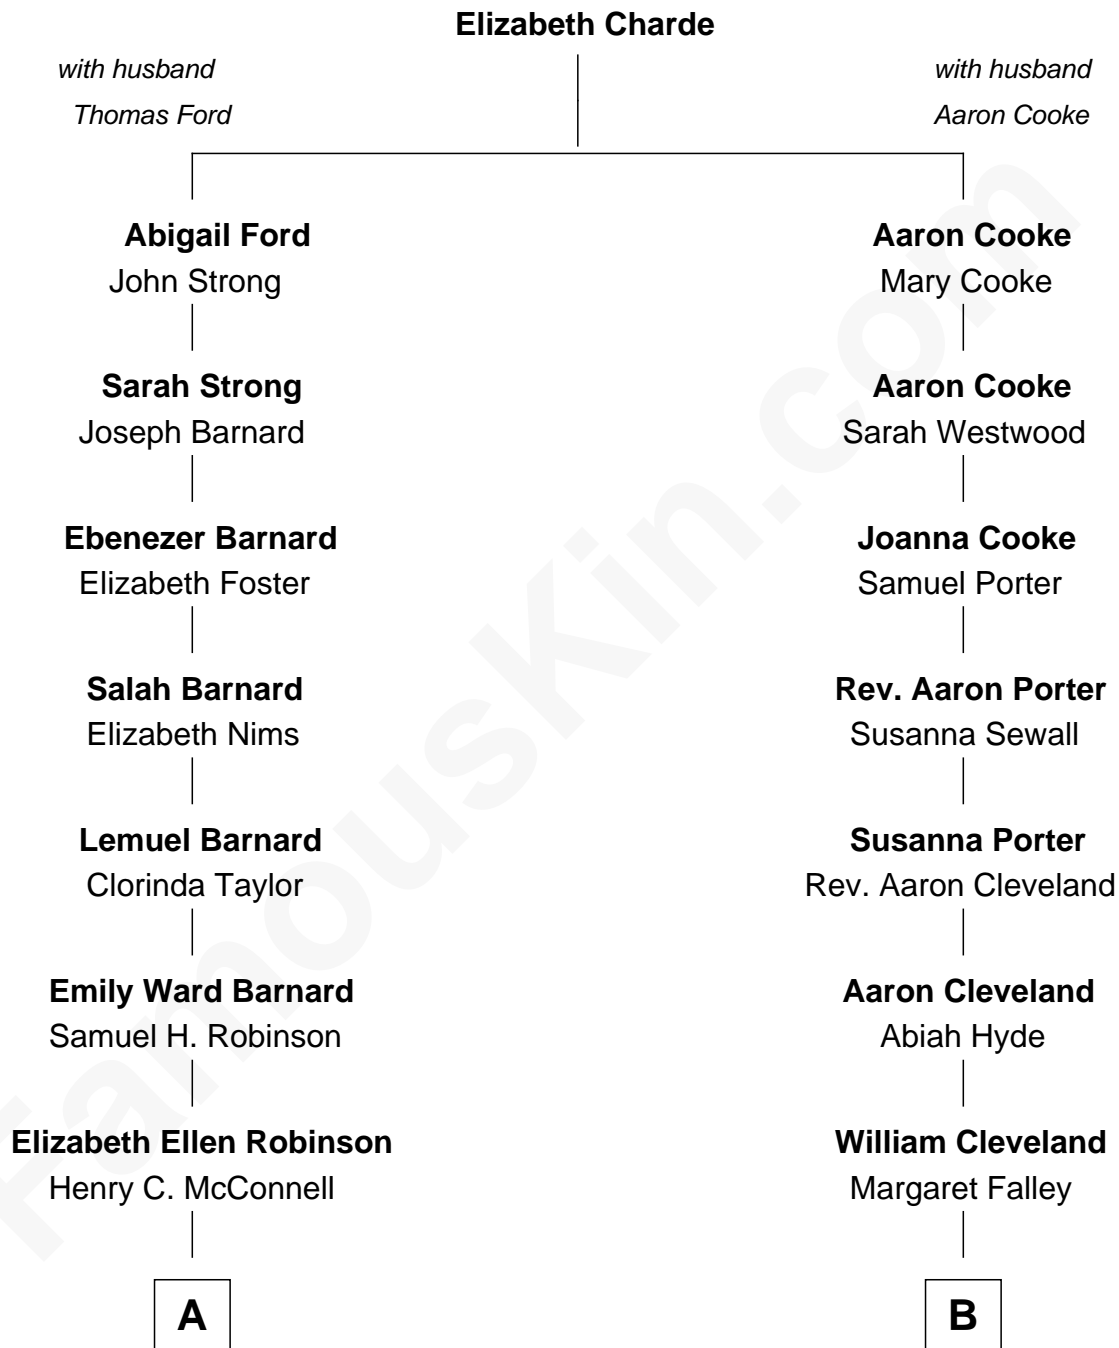 Elizabeth Charde
with husband
Thomas Ford
with husband
Aaron Cooke
Abigail Ford
John Strong
Aaron Cooke
Mary Cooke
Sarah Strong
Joseph Barnard
Aaron Cooke
Sarah Westwood
Ebenezer Barnard
Elizabeth Foster
Joanna Cooke
Samuel Porter
Salah Barnard
Elizabeth Nims
Rev. Aaron Porter
Susanna Sewall
Lemuel Barnard
Clorinda Taylor
Susanna Porter
Rev. Aaron Cleveland
Emily Ward Barnard
Samuel H. Robinson
Aaron Cleveland
Abiah Hyde
Elizabeth Ellen Robinson
Henry C. McConnell
William Cleveland
Margaret Falley
A
B
FamousKin.com